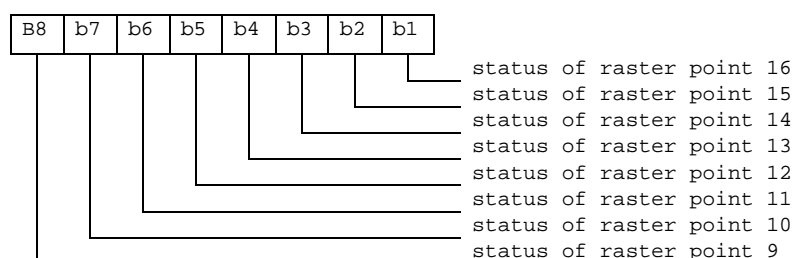 B8 b7 b6 b5 b4 b3 b2 b1
status of raster point 16
status of raster point 15
status of raster point 14
status of raster point 13
status of raster point 12
status of raster point 11
status of raster point 10
status of raster point 9